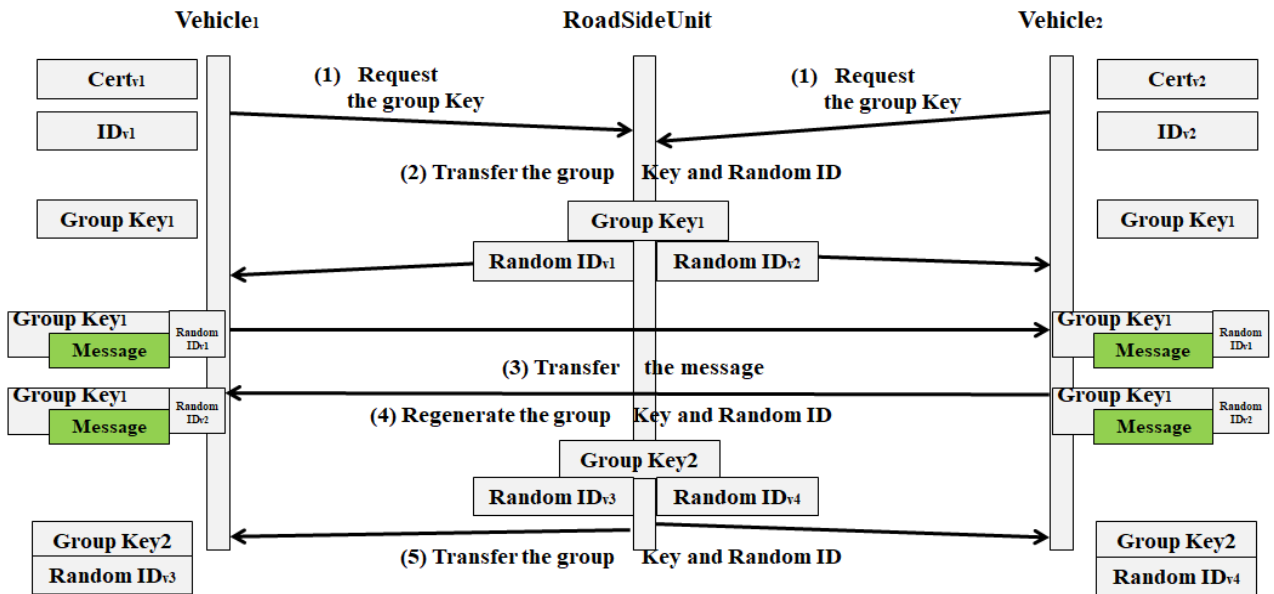 Vehicle1 RoadSideUnit Vehicle2
Certv1 (1) Request (1) Request Certv2
the group Key the group Key
IDv1 IDv2
(2) Transfer the group Key and Random ID
Group Key1 Group Key1 Group Key1
Random IDv1 Random IDv2
Group Key1 Random Group Key1 Random
Message IDv1 Message IDv1
(3) Transfer the message
Group Key1 Random Group Key1 Random
Message IDv2 (4) Regenerate the group Key and Random ID Message IDv2
Group Key2
Random IDv3 Random IDv4
Group Key2 Group Key2
(5) Transfer the group Key and Random ID
Random IDv3 Random IDv4